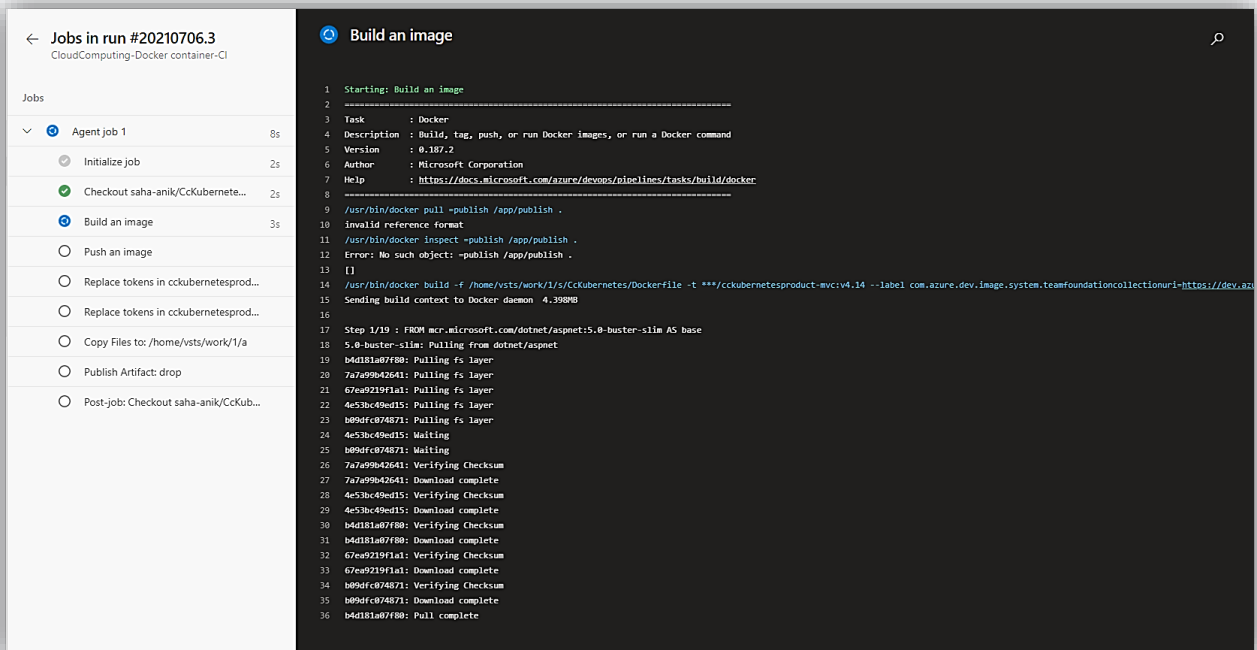 Jobs in run #20210706.3
CloudComputing-Docker container-CI
Jobs
Agent job 1 8s
Initialize job 2s
Checkout saha-anik/CcKubernete... 2s
Build an image 3s
Push an image
Replace tokens in cckubernetesprod...
Replace tokens in cckubernetesprod...
Copy Files to: /home/vsts/work/1/a
Publish Artifact: drop
Post-job: Checkout saha-anik/CcKub...
Build an image
1 Starting: Build an image
2 ==============================================================================
3 Task : Docker
4 Description : Build, tag, push, or run Docker images, or run a Docker command
5 Version : 0.187.2
6 Author : Microsoft Corporation
7 Help : https://docs.microsoft.com/azure/devops/pipelines/tasks/build/docker
8 ==============================================================================
9 /usr/bin/docker pull =publish /app/publish .
10 invalid reference format
11 /usr/bin/docker inspect =publish /app/publish .
12 Error: No such object: =publish /app/publish .
13 []
14 /usr/bin/docker build -f /home/vsts/work/1/s/CcKubernetes/Dockerfile -t ***/cckubernetesproduct-mvc:v4.14 --label com.azure.dev.image.system.teamfoundationcollectionuri=https://dev.azu
15 Sending build context to Docker daemon 4.398MB
16
17 Step 1/19 : FROM mcr.microsoft.com/dotnet/aspnet:5.0-buster-slim AS base
18 5.0-buster-slim: Pulling from dotnet/aspnet
19 b4d181a07f80: Pulling fs layer
20 7a7a99b42641: Pulling fs layer
21 67ea9219f1a1: Pulling fs layer
22 4e53bc49ed15: Pulling fs layer
23 b09dfc074871: Pulling fs layer
24 4e53bc49ed15: Waiting
25 b09dfc074871: Waiting
26 7a7a99b42641: Verifying Checksum
27 7a7a99b42641: Download complete
28 4e53bc49ed15: Verifying Checksum
29 4e53bc49ed15: Download complete
30 b4d181a07f80: Verifying Checksum
31 b4d181a07f80: Download complete
32 67ea9219f1a1: Verifying Checksum
33 67ea9219f1a1: Download complete
34 b09dfc074871: Verifying Checksum
35 b09dfc074871: Download complete
36 b4d181a07f80: Pull complete